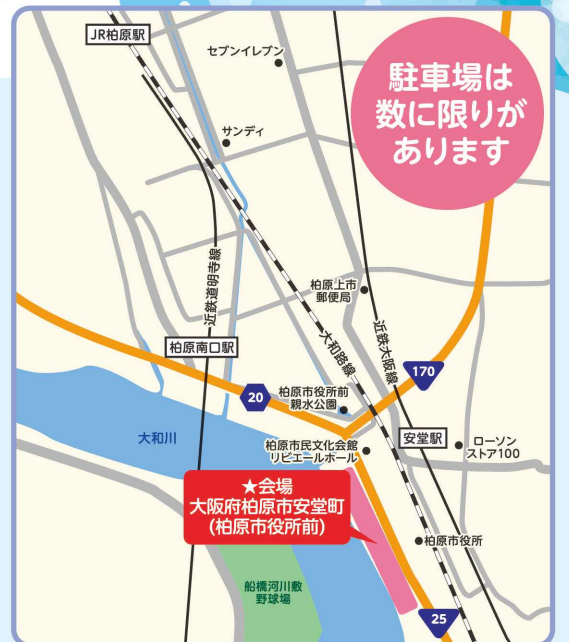 JR柏原駅
セブンイレブン
駐車場は
数に限りが
あります
サンディ
近鉄道明寺線
柏原上市
郵便局
大和路線
近鉄大阪線
柏原南口駅
170
20
柏原市役所前
親水公園
大和川
柏原市民文化会館
リビエールホール
安堂駅
ローソン
ストア100
★会場
大阪府柏原市安堂町
(柏原市役所前)
柏原市役所
船橋河川敷
野球場
25